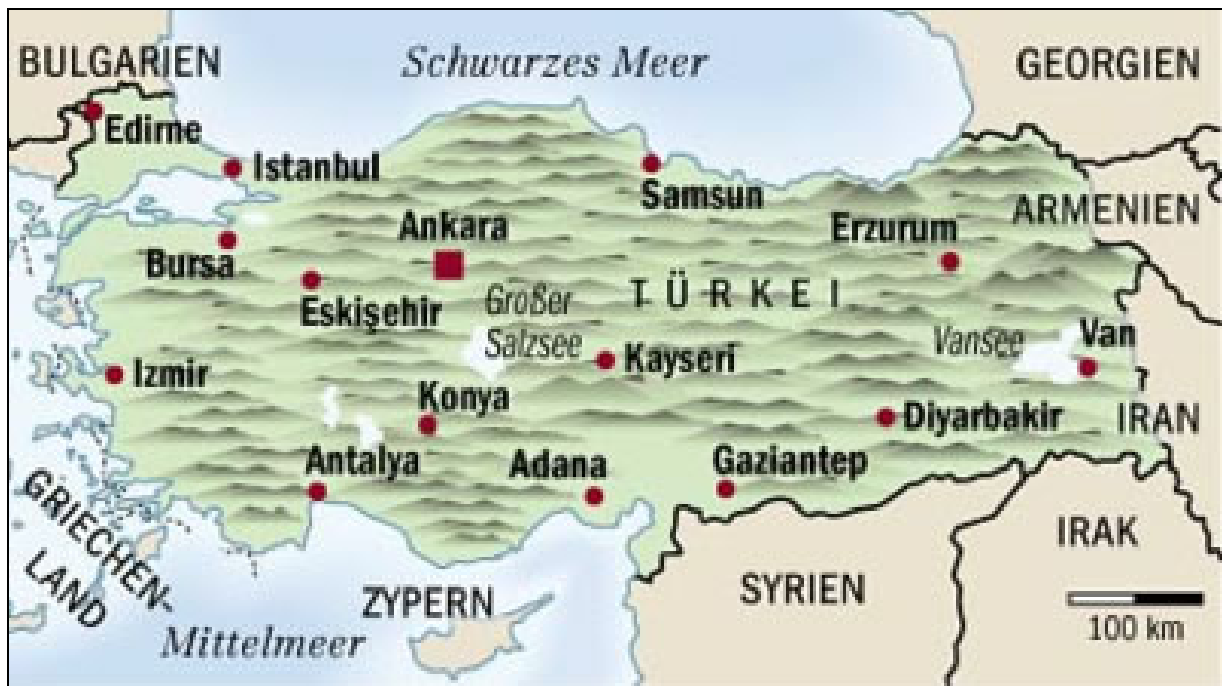 BULGARIEN
Schwarzes Meer
GEORGIEN
Edirne
Istanbul
Samsun
ARMENIEN
Ankara
Erzurum
Bursa
Eskişehir
Großer
Salzsee
TÜRKEI
Vansee
Van
Izmir
Kayseri
Konya
Diyarbakir
IRAN
Antalya
Adana
Gaziantep
GRIECHEN-
LAND
IRAK
ZYPERN
SYRIEN
Mittelmeer
100 km